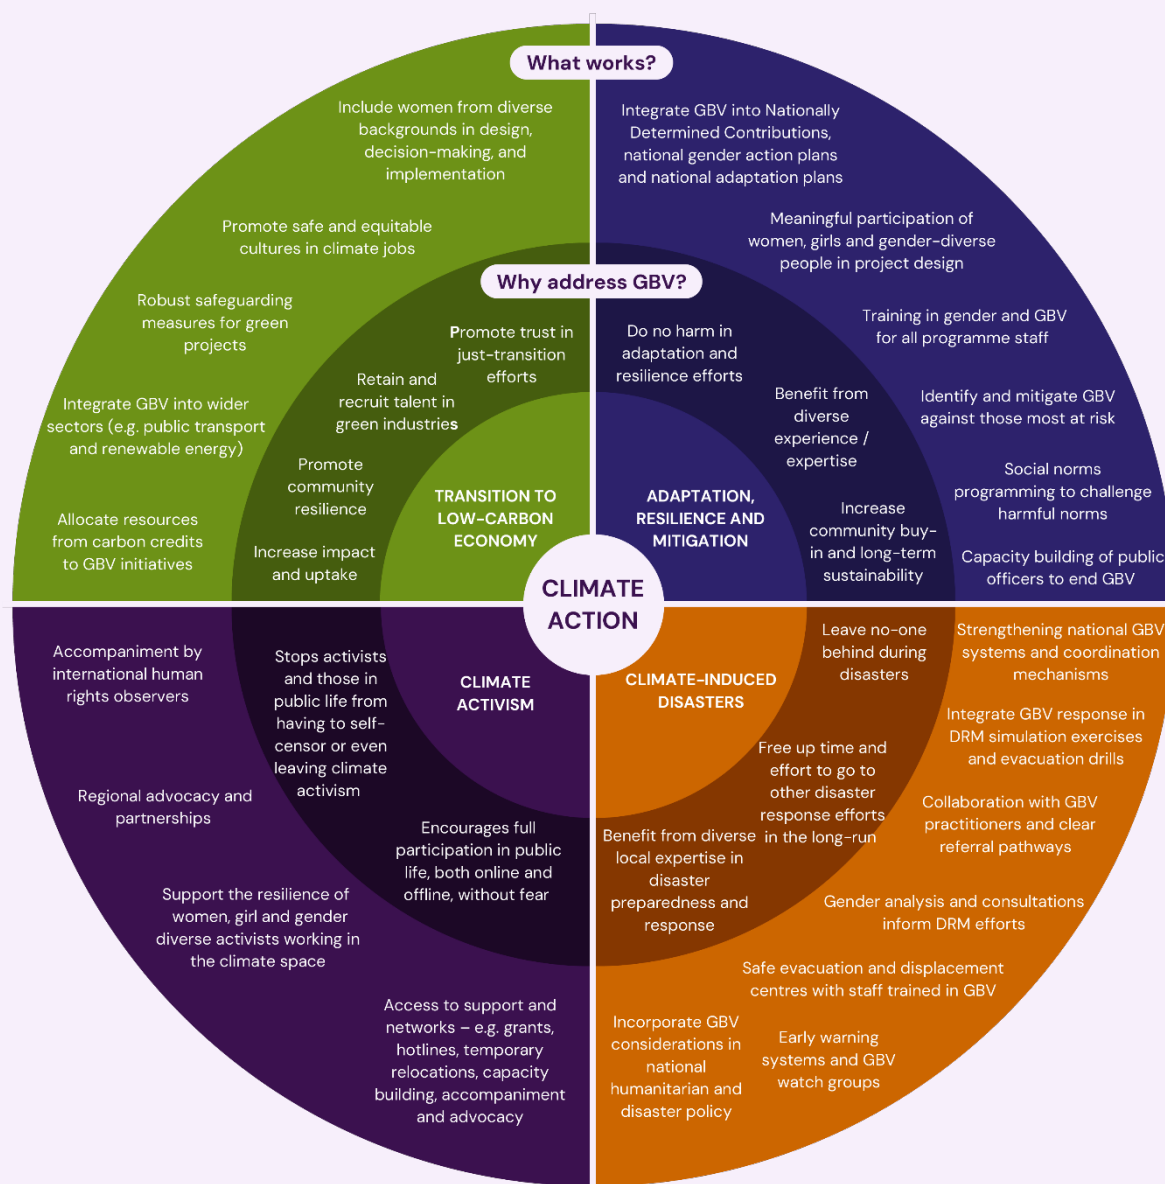 What works?
Include women from diverse
backgrounds in design,
decision-making, and
implementation
Promote safe and equitable
cultures in climate jobs
Robust safeguarding
measures for green
projects
Integrate GBV into wider
sectors (e.g. public transport
and renewable energy)
Allocate resources
from carbon credits
to GBV initiatives
Integrate GBV into Nationally
Determined Contributions,
national gender action plans
and national adaptation plans
Meaningful participation of
women, girls and gender-diverse
people in project design
Training in gender and GBV
for all programme staff
Identify and mitigate GBV
against those most at risk
Social norms
programming to challenge
harmful norms
Capacity building of public
officers to end GBV
Why address GBV?
Promote trust in
just-transition
efforts
Retain and
recruit talent in
green industries
Promote
community
resilience
Increase impact
and uptake
Do no harm in
adaptation and
resilience efforts
Benefit from
diverse
experience /
expertise
Increase
community buy-
in and long-term
sustainability
TRANSITION TO
LOW-CARBON
ECONOMY
ADAPTATION,
RESILIENCE AND
MITIGATION
CLIMATE
ACTION
CLIMATE
ACTIVISM
CLIMATE-INDUCED
DISASTERS
Stops activists
and those in
public life from
having to self-
censor or even
leaving climate
activism
Encourages full
participation in public
life, both online and
offline, without fear
Leave no-one
behind during
disasters
Free up time and
effort to go to
other disaster
response efforts
in the long-run
Benefit from diverse
local expertise in
disaster
preparedness and
response
Accompaniment by
international human
rights observers
Regional advocacy and
partnerships
Support the resilience of
women, girl and gender
diverse activists working in
the climate space
Access to support and
networks – e.g. grants,
hotlines, temporary
relocations, capacity
building, accompaniment
and advocacy
Strengthening national GBV
systems and coordination
mechanisms
Integrate GBV response in
DRM simulation exercises
and evacuation drills
Collaboration with GBV
practitioners and clear
referral pathways
Gender analysis and consultations
inform DRM efforts
Safe evacuation and displacement
centres with staff trained in GBV
Early warning
systems and GBV
watch groups
Incorporate GBV
considerations in
national
humanitarian and
disaster policy